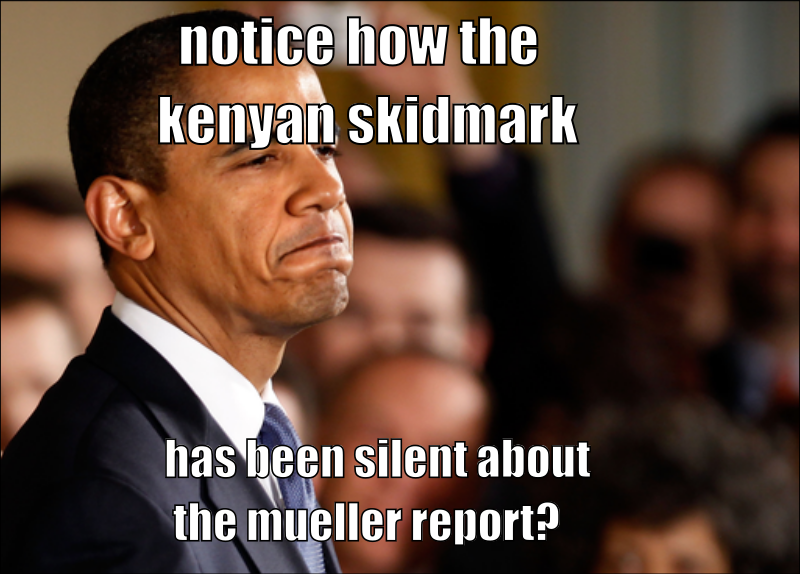 notice how the
kenyan skidmark
has been silent about
the mueller report?